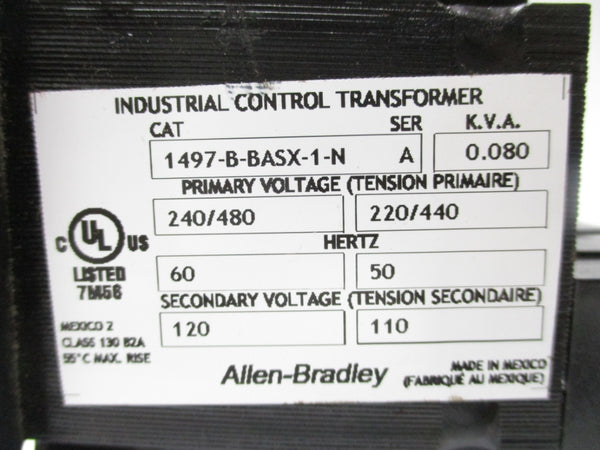 INDUSTRIAL CONTROL TRANSFORMER
CAT SER K.V.A.
1497-B-BASX-1-N A 0.080
PRIMARY VOLTAGE (TENSION PRIMAIRE)
240/480 220/440
HERTZ
60 50
SECONDARY VOLTAGE (TENSION SECONDAIRE)
120 110
C UL US
LISTED
7M56
MEXICO 2
CLASS 130 B2A
55°C MAX. RISE
Allen-Bradley
MADE IN MEXICO
(FABRIQUÉ AU MEXIQUE)